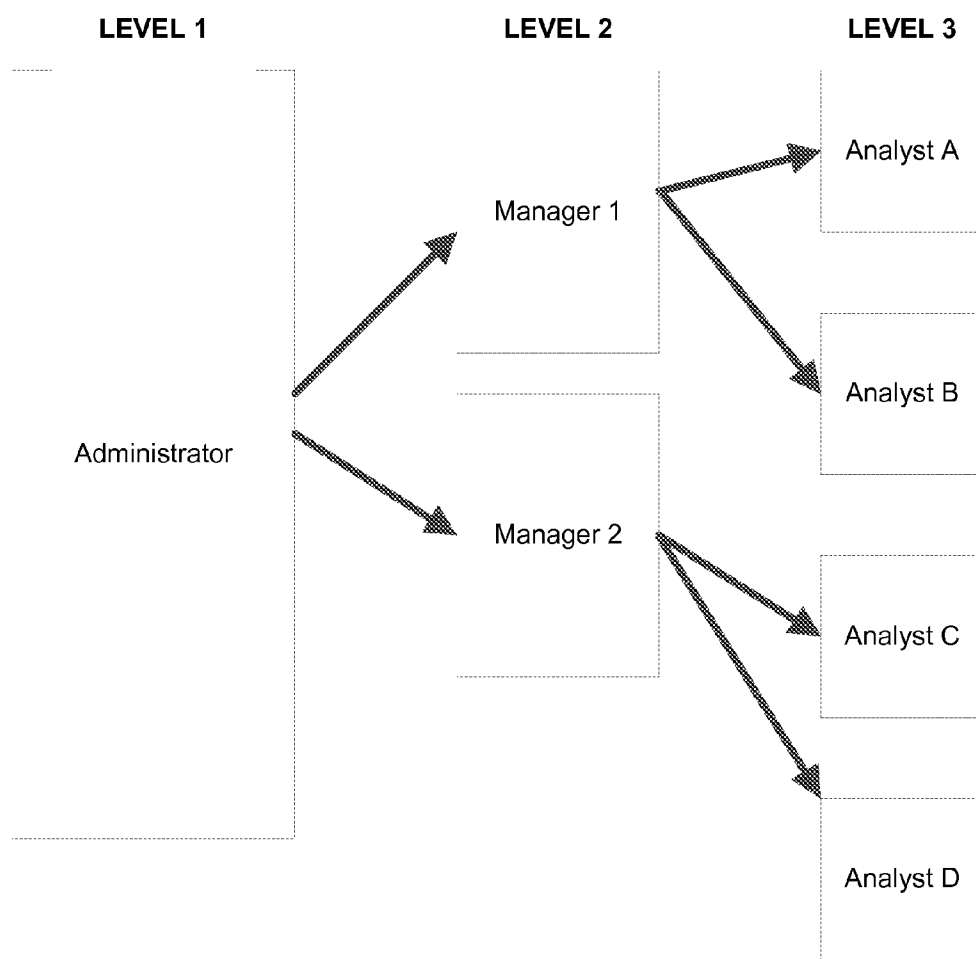 LEVEL 1
LEVEL 2
LEVEL 3
Administrator
Manager 1
Manager 2
Analyst A
Analyst B
Analyst C
Analyst D